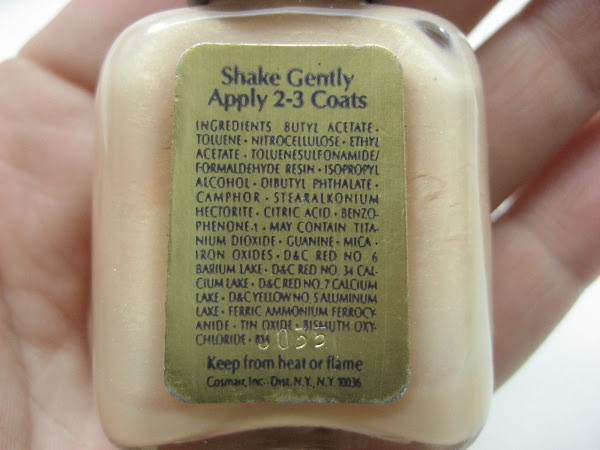 Shake Gently
Apply 2-3 Coats
INGREDIENTS BUTYL ACETATE •
TOLUENE • NITROCELLULOSE • ETHYL
ACETATE • TOLUENESULFONAMIDE/
FORMALDEHYDE RESIN • ISOPROPYL
ALCOHOL • DIBUTYL PHTHALATE •
CAMPHOR • STEARALKONIUM
HECTORITE • CITRIC ACID • BENZO-
PHENONE-1 • MAY CONTAIN TITA-
NIUM DIOXIDE • GUANINE • MICA •
IRON OXIDES • D&C RED NO. 6
BARIUM LAKE • D&C RED NO. 34 CAL-
CIUM LAKE • D&C RED NO. 7 CALCIUM
LAKE • D&C YELLOW NO. 5 ALUMINUM
LAKE • FERRIC AMMONIUM FERROCY-
ANIDE • TIN OXIDE • BISMUTH OXY-
CHLORIDE •
Keep from heat or flame
Cosmair, Inc. Dist. N.Y., N.Y. 10036